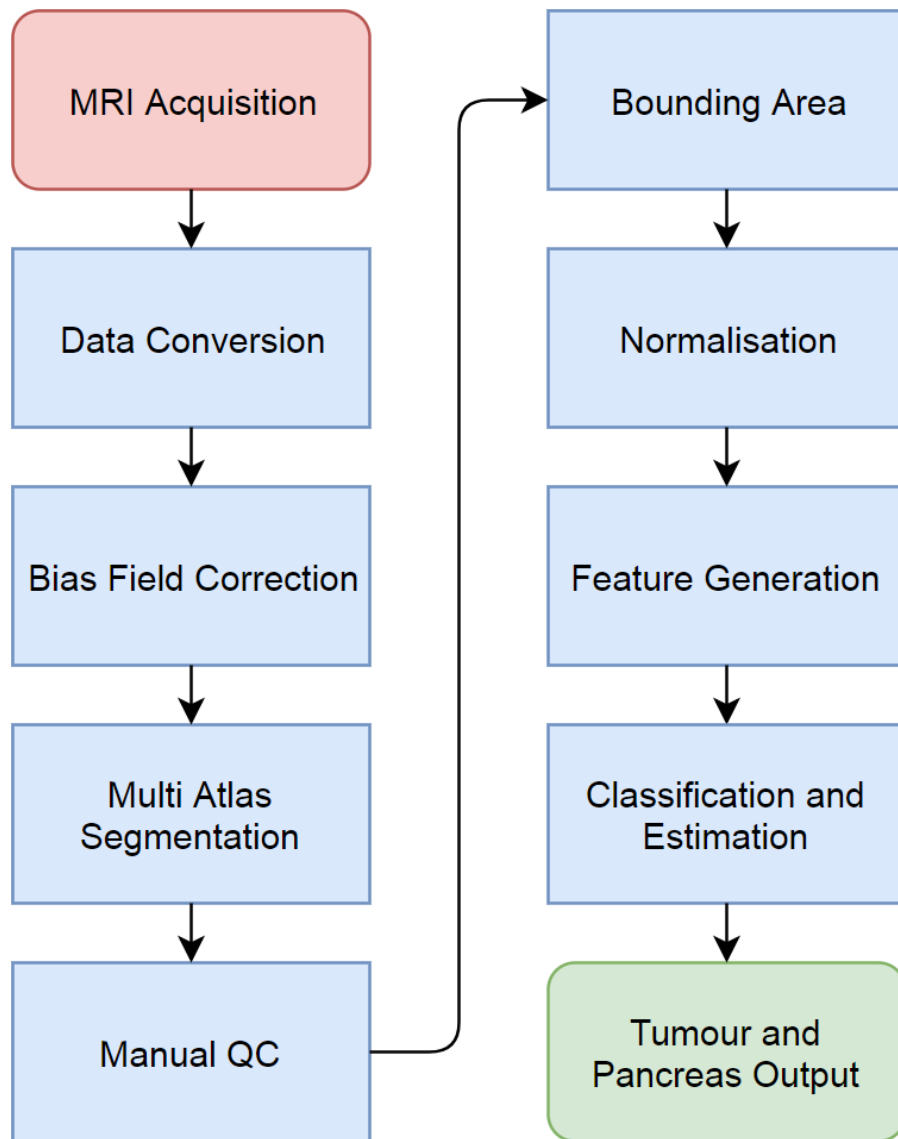 MRI Acquisition
Data Conversion
Bias Field Correction
Multi Atlas
Segmentation
Manual QC
Bounding Area
Normalisation
Feature Generation
Classification and
Estimation
Tumour and
Pancreas Output